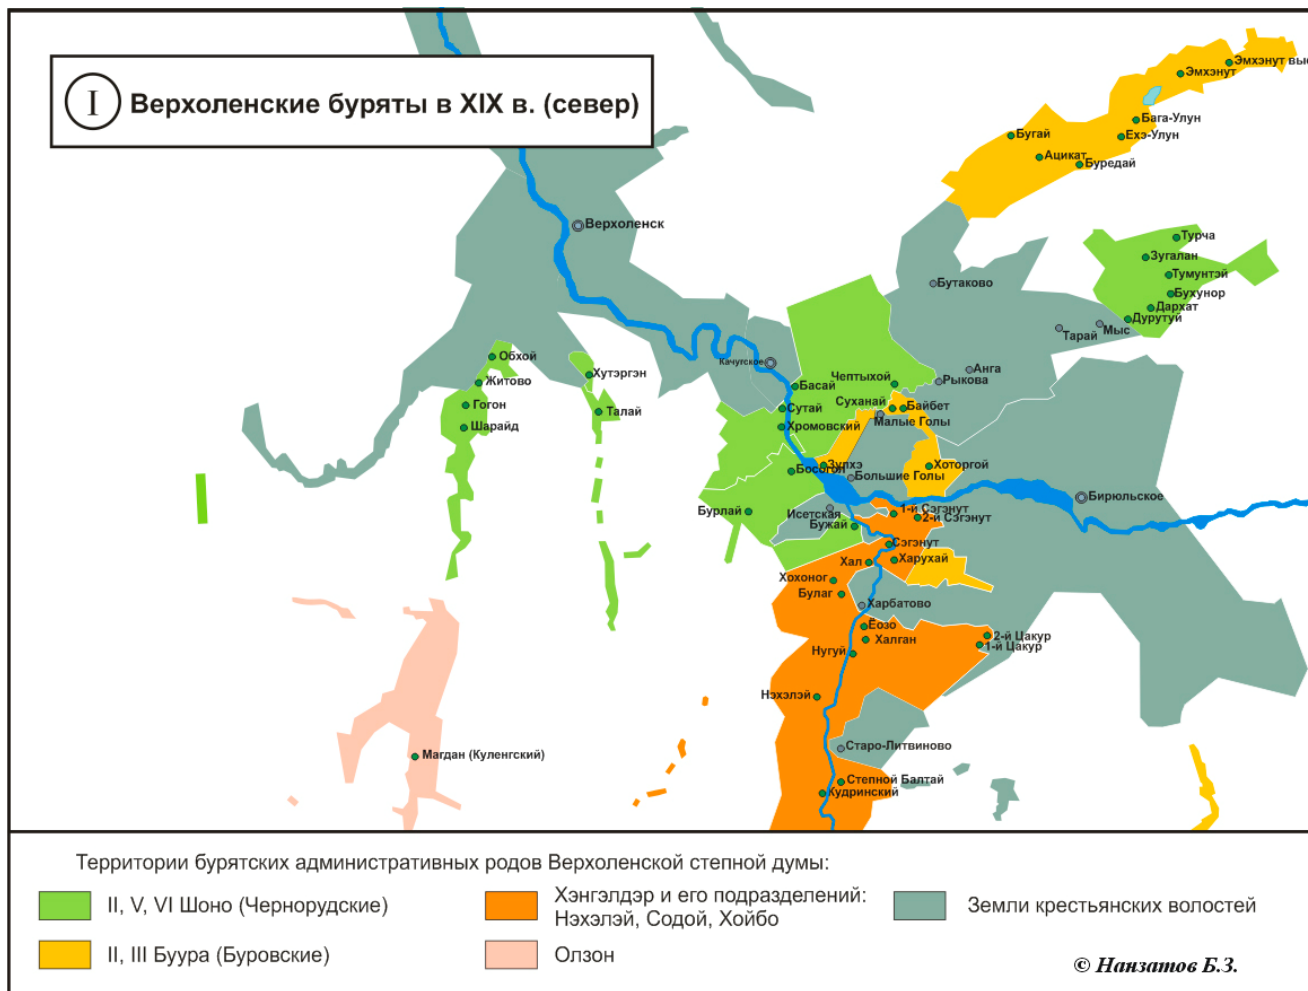 I
Верхоленские буряты в XIX в. (север)
Эмхэнут выс
Эмхэнут
Бага-Улун
Бугай
Ехэ-Улун
Ацикат
Буредай
Верхоленск
Турча
Зугалан
Тумунтэй
Бутаково
Бухунор
Дархат
Дурутуй
Мыс
Тарай
Обхой
Качугское
Анга
Хутэргэн
Рыкова
Житово
Чептыхой
Басай
Гогон
Талай
Сутай
Суханай
Байбет
Малые Голы
Шарайд
Хромовский
Зулхэ
Хоторгой
Босогол
Большие Голы
Бирюльское
Бурлай
Исетская
1-й Сэгэнут
2-й Сэгэнут
Бужай
Сэгэнут
Хал
Харухай
Хохоног
Булаг
Харбатово
Ёозо
2-й Цакур
Халган
1-й Цакур
Нугуй
Нэхэлэй
Старо-Литвиново
Магдан (Куленгский)
Степной Балтай
Кудринский
Территории бурятских административных родов Верхоленской степной думы:
II, V, VI Шоно (Чернорудские)
Хэнгэлдэр и его подразделений:
Нэхэлэй, Содой, Хойбо
Земли крестьянских волостей
II, III Буура (Буровские)
Олзон
© Нанзатов Б.З.